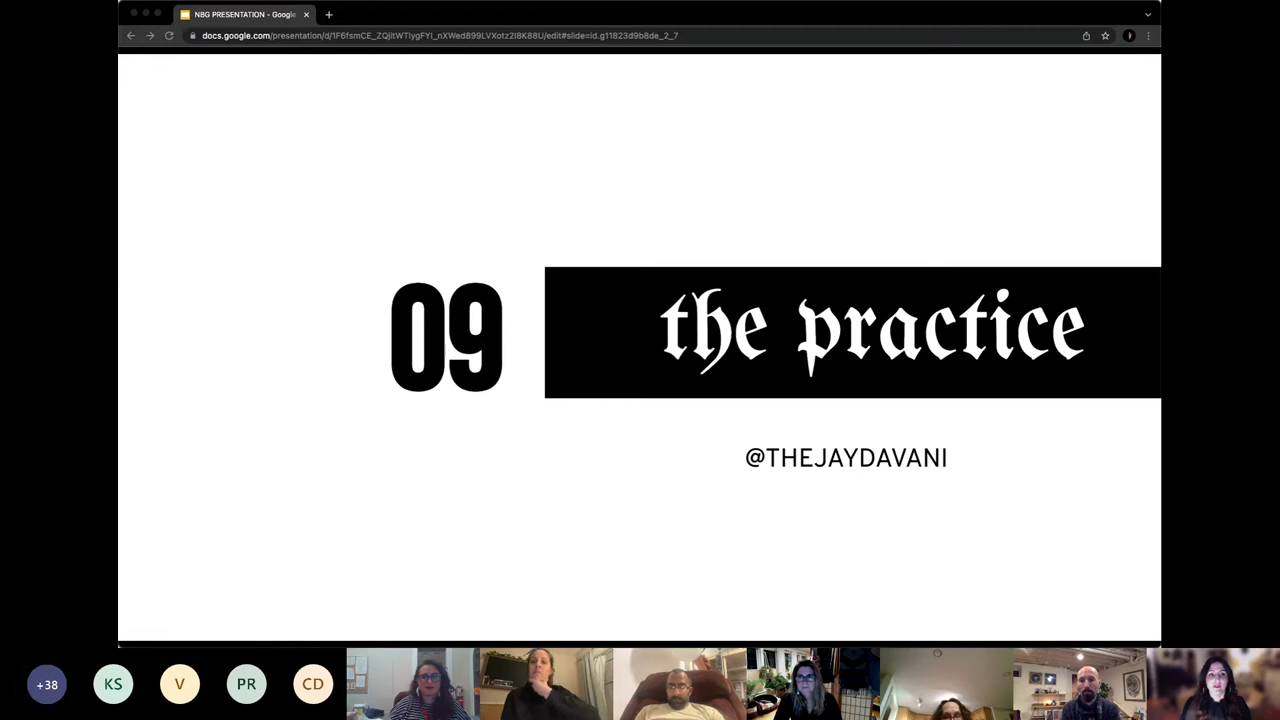 NBG PRESENTATION - Google
docs.google.com/presentation/d/1F6fsmCE_ZQjltWTlygFYl_nXWed899LVXotz2I8K88U/edit#slide=id.g11823d9b8de_2_7
09
the practice
@THEJAYDAVANI
+38
KS
V
PR
CD